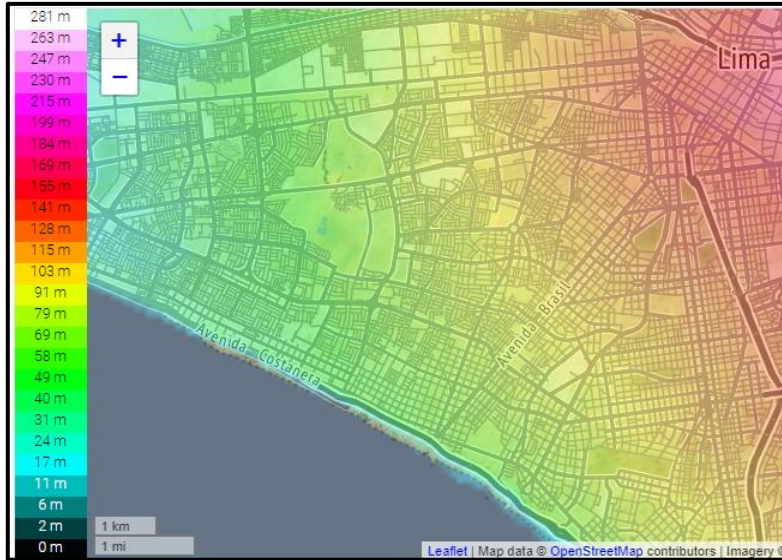 281 m
263 m
247 m
230 m
215 m
199 m
184 m
169 m
155 m
141 m
128 m
115 m
103 m
91 m
79 m
69 m
58 m
49 m
40 m
31 m
24 m
17 m
11 m
6 m
2 m
0 m
+
−
Lima
Avenida Brasil
Avenida Costanera
1 km
1 mi
Leaflet | Map data © OpenStreetMap contributors | Imagery